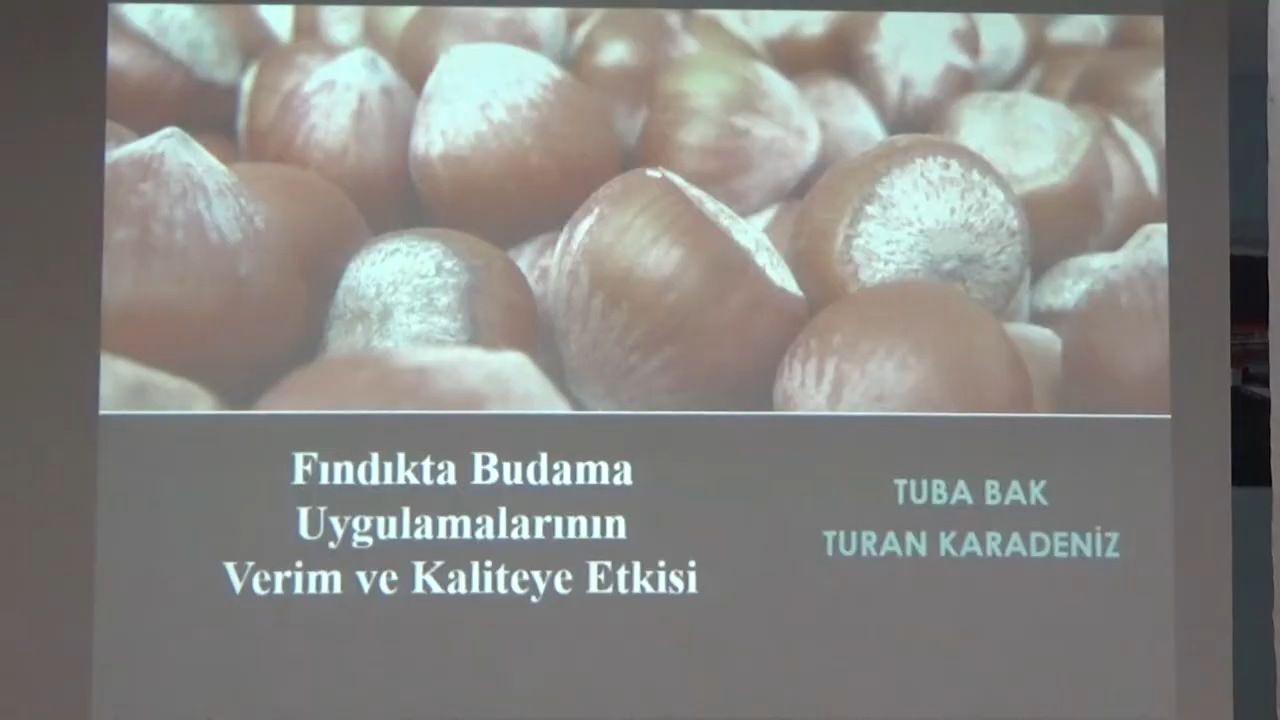 Fındıkta Budama
Uygulamalarının
Verim ve Kaliteye Etkisi
TUBA BAK
TURAN KARADENİZ